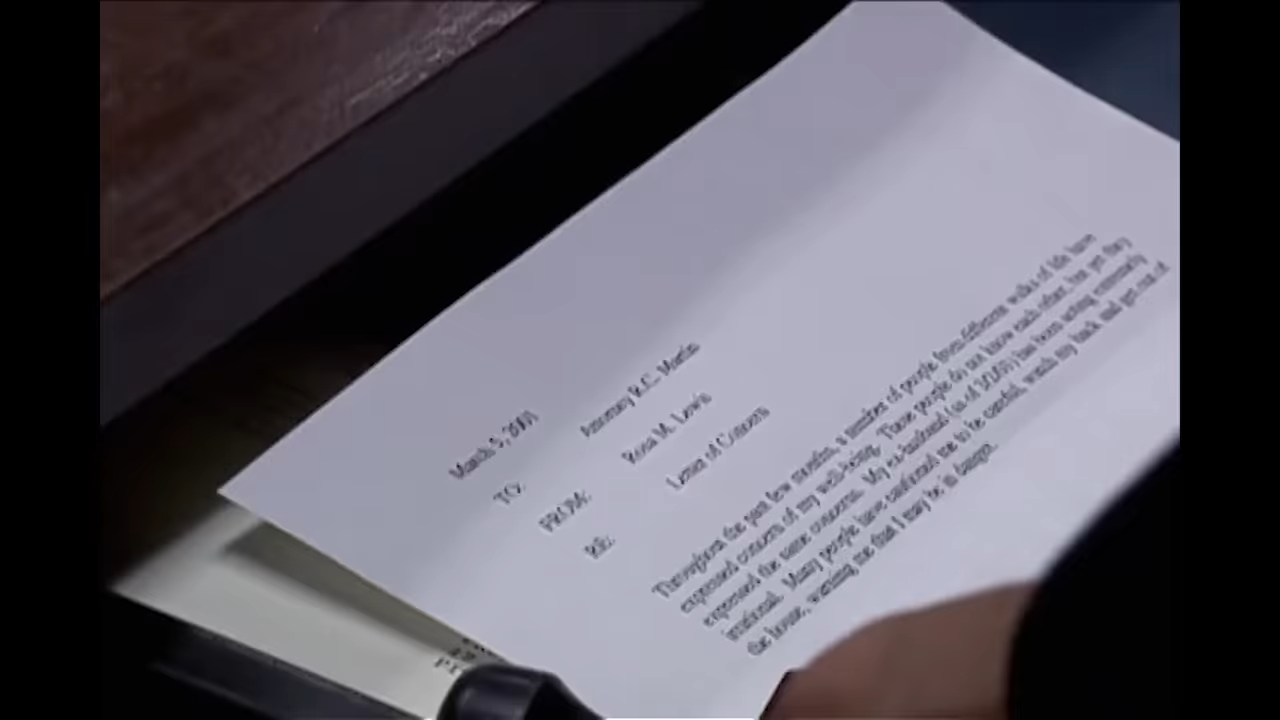 March 5, 2001
TO: Attorney R.C. Martin
FROM: Rosa M. Lewis
RE: Letter of Concern
Throughout the past few months, a number of people from different walks of life have
expressed concern of my well-being. These people do not know each other, but yet they
expressed the same concerns. My ex-husband (as of 3/1/01) has been acting extremely
irrational. Many people have cautioned me to be careful, watch my back and get out of
the house, warning me that I may be in danger.